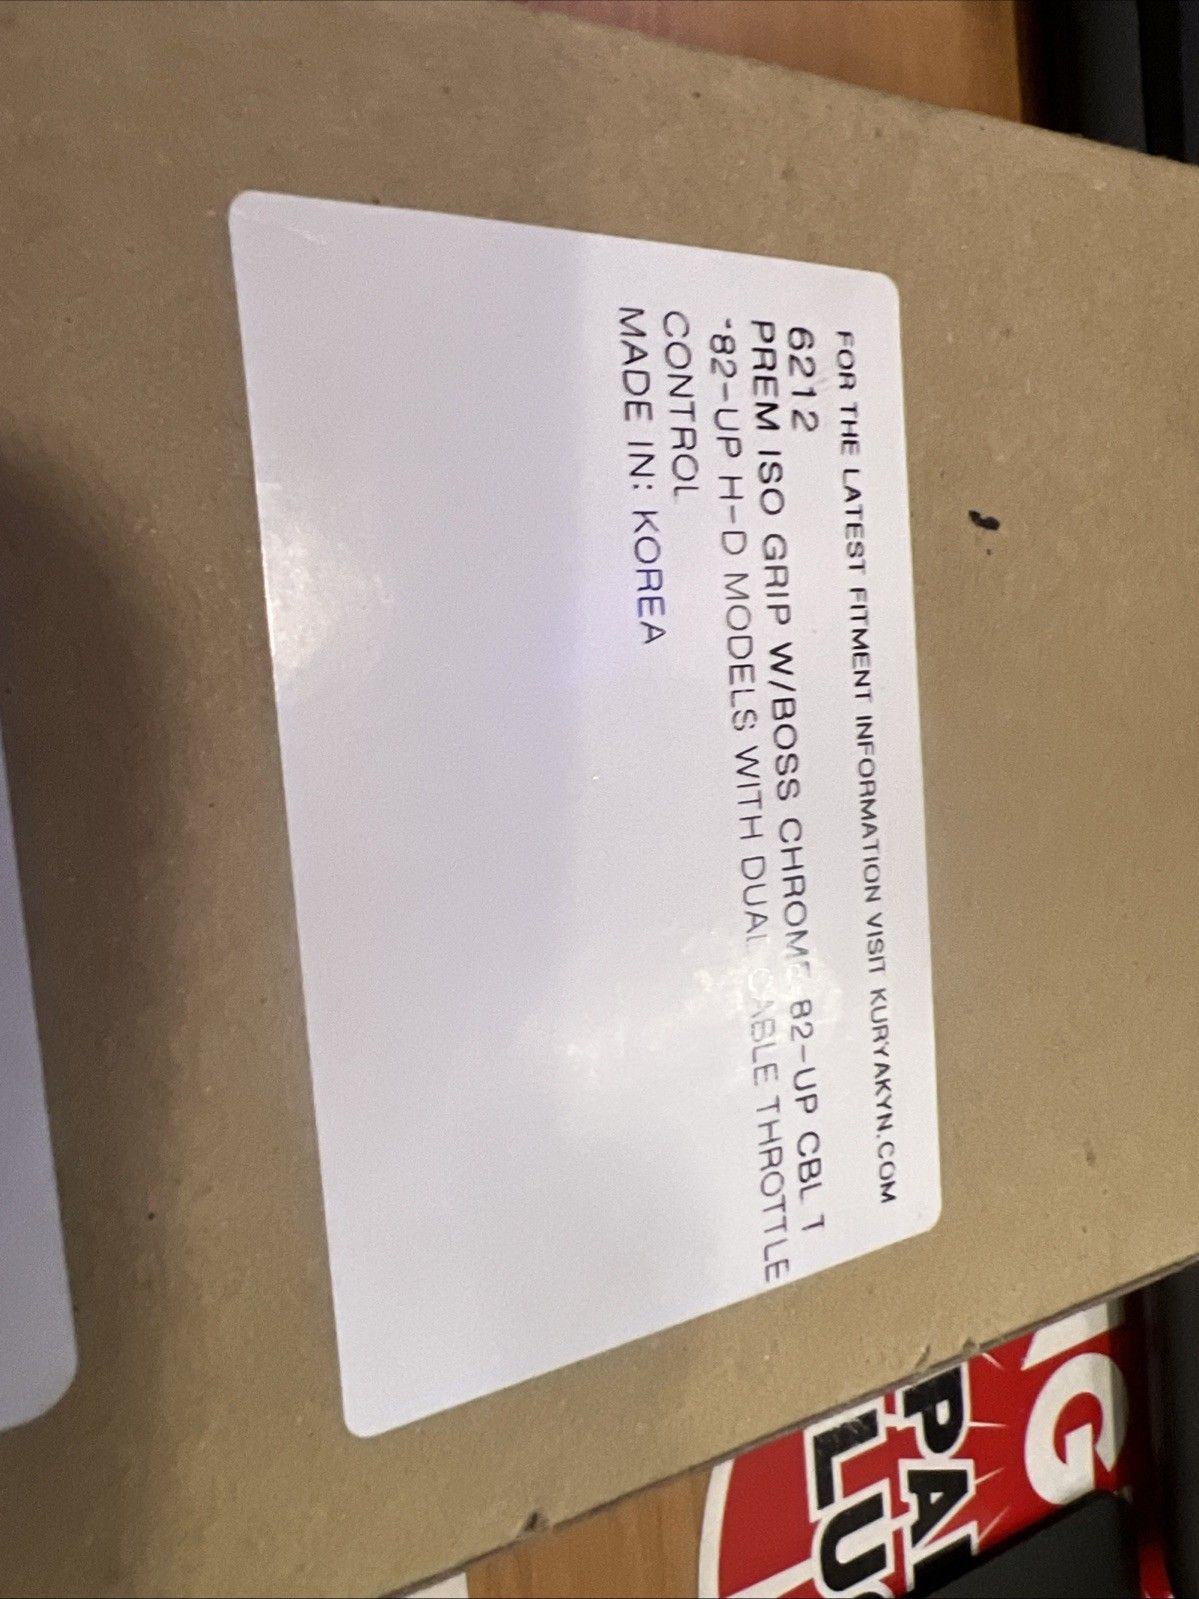 FOR THE LATEST FITMENT INFORMATION VISIT KURYAKYN.COM
6212
PREM ISO GRIP W/BOSS CHROME 82-UP CBL T
'82-UP H-D MODELS WITH DUAL CABLE THROTTLE
CONTROL
MADE IN: KOREA